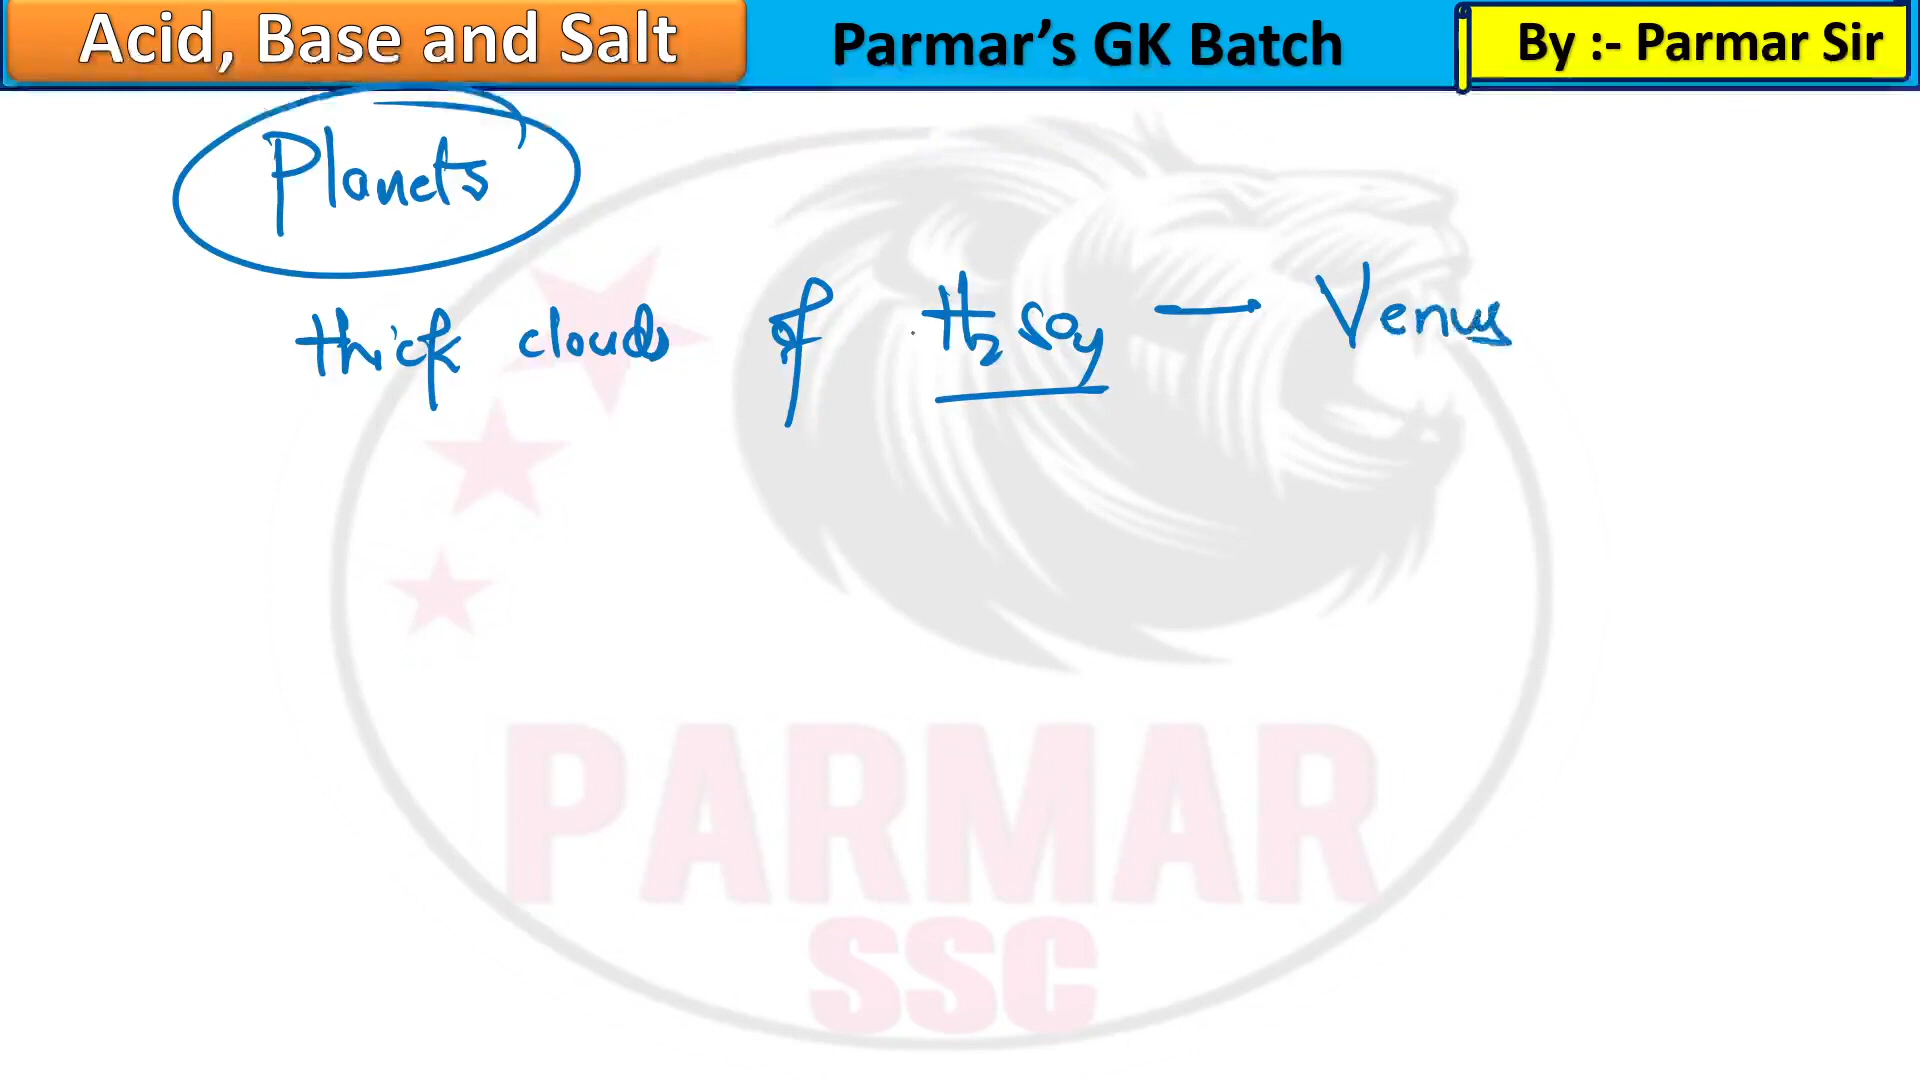 Acid, Base and Salt
Parmar's GK Batch
By :- Parmar Sir
Planets
thick clouds of H₂SO₄ → Venus
PARMAR
SSC